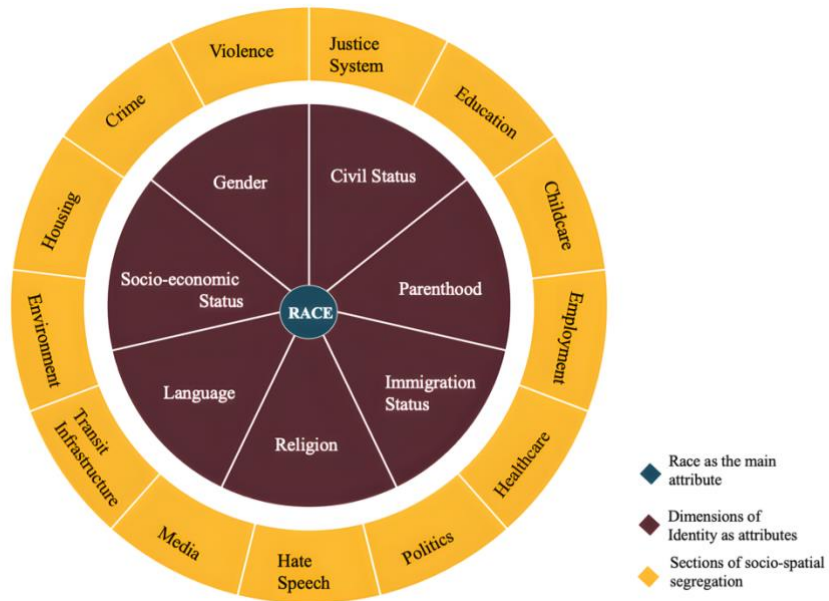 Violence
Justice
System
Education
Childcare
Employment
Healthcare
Politics
Hate
Speech
Media
Transit
Infrastructure
Environment
Housing
Crime
Gender
Civil Status
Parenthood
Immigration
Status
Religion
Language
Socio-economic
Status
RACE
Race as the main
attribute
Dimensions of
Identity as attributes
Sections of socio-spatial
segregation